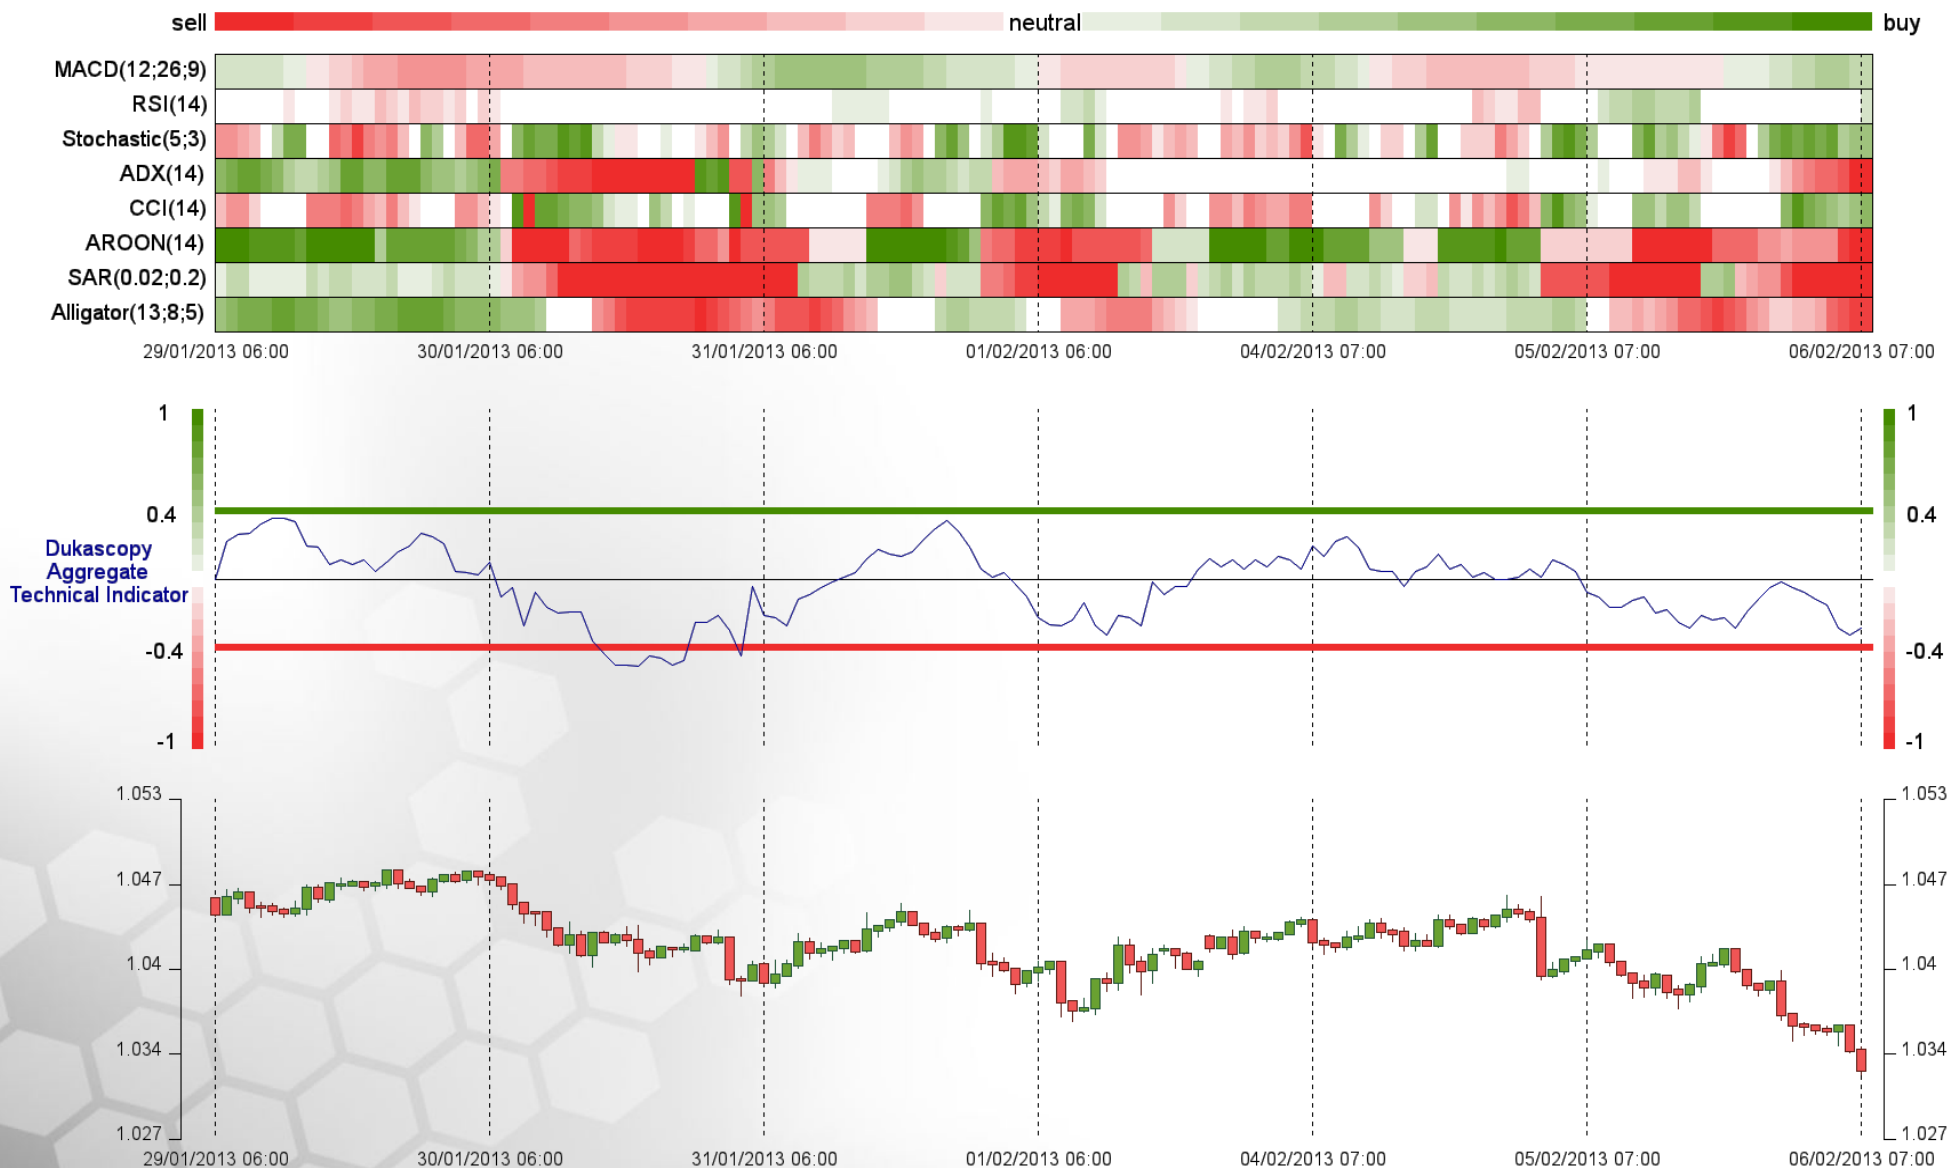 sell neutral buy
MACD(12;26;9)
RSI(14)
Stochastic(5;3)
ADX(14)
CCI(14)
AROON(14)
SAR(0.02;0.2)
Alligator(13;8;5)
29/01/2013 06:00 30/01/2013 06:00 31/01/2013 06:00 01/02/2013 06:00 04/02/2013 07:00 05/02/2013 07:00 06/02/2013 07:00
1 1
0.4 0.4
Dukascopy
Aggregate
Technical Indicator
-0.4 -0.4
-1 -1
1.053 1.053
1.047 1.047
1.04 1.04
1.034 1.034
1.027 1.027
29/01/2013 06:00 30/01/2013 06:00 31/01/2013 06:00 01/02/2013 06:00 04/02/2013 07:00 05/02/2013 07:00 06/02/2013 07:00